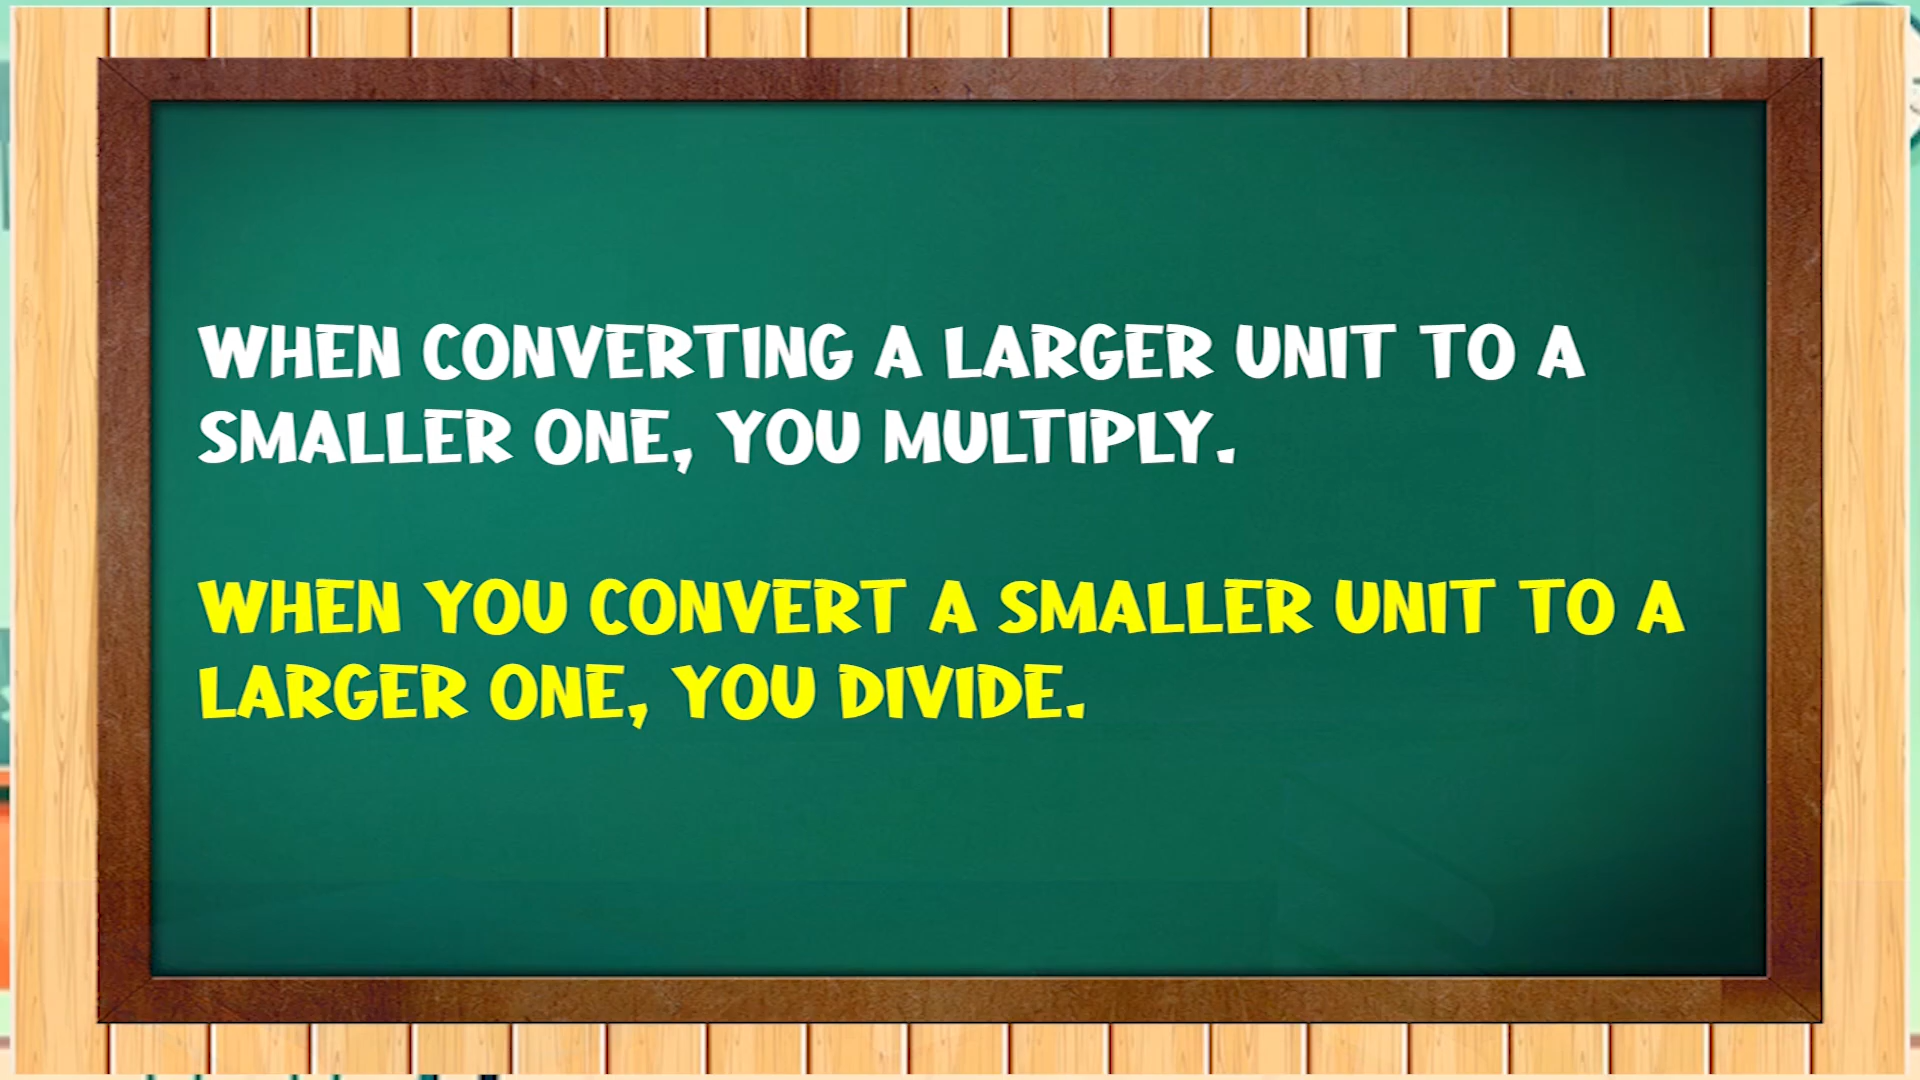 WHEN CONVERTING A LARGER UNIT TO A
SMALLER ONE, YOU MULTIPLY.
WHEN YOU CONVERT A SMALLER UNIT TO A
LARGER ONE, YOU DIVIDE.